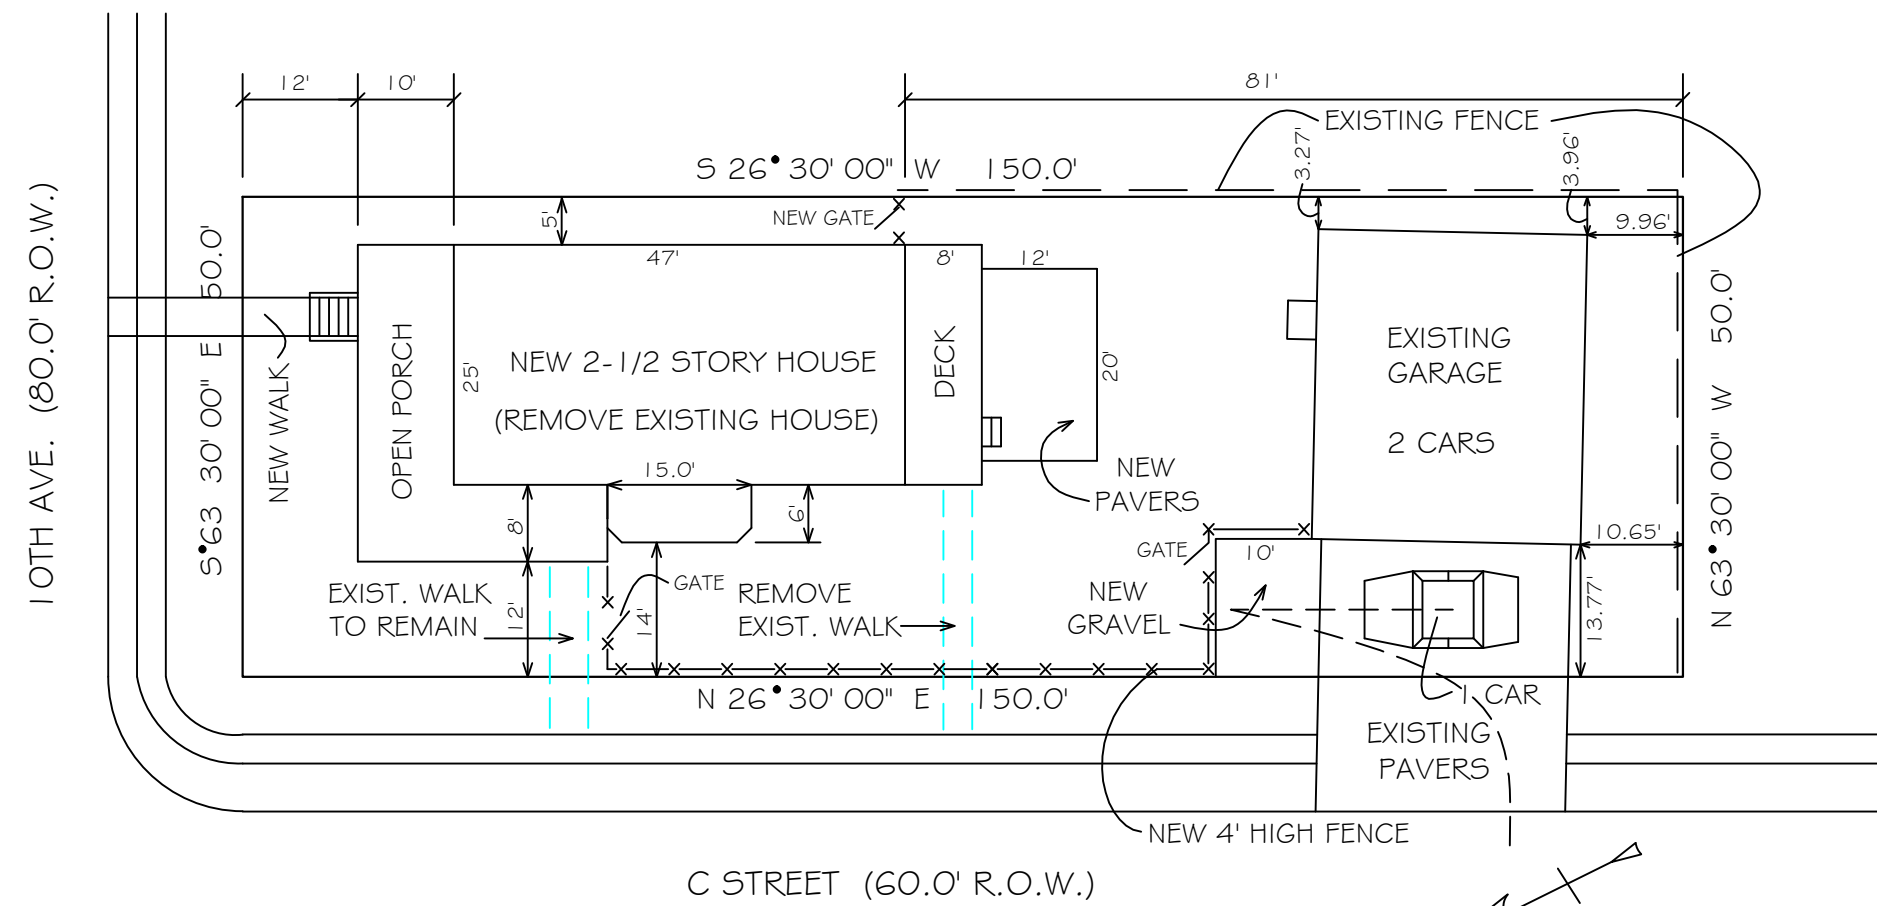 12'
10'
81'
EXISTING FENCE
S 26° 30' 00" W 150.0'
3.27'
3.96'
10TH AVE. (80.0' R.O.W.)
S°63 30' 00" E 50.0'
5'
NEW GATE
9.96'
47'
8'
12'
N 63° 30' 00" W 50.0'
NEW WALK
OPEN PORCH
25'
NEW 2-1/2 STORY HOUSE
(REMOVE EXISTING HOUSE)
DECK
20'
EXISTING
GARAGE
2 CARS
15.0'
NEW
PAVERS
8'
6'
GATE
10'
10.65'
EXIST. WALK
TO REMAIN
12'
GATE
14'
REMOVE
EXIST. WALK
NEW
GRAVEL
13.77'
N 26° 30' 00" E 150.0'
1 CAR
EXISTING
PAVERS
NEW 4' HIGH FENCE
C STREET (60.0' R.O.W.)